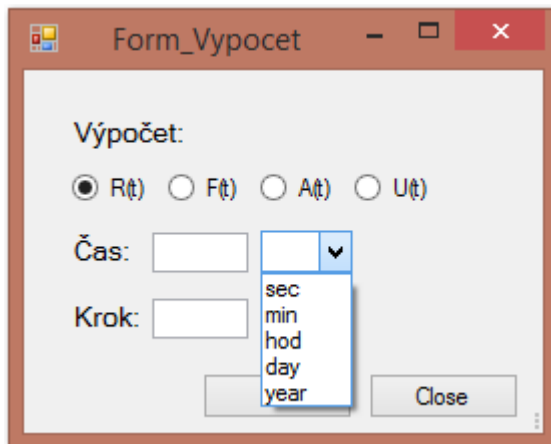 Form_Vypocet
Výpočet:
R(t) F(t) A(t) U(t)
Čas:
sec
min
Krok:
hod
day
year
Close